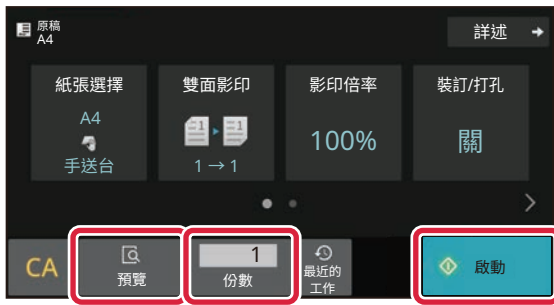 原稿
A4
詳述
紙張選擇
A4
手送台
雙面影印
1 → 1
影印倍率
100%
裝訂/打孔
關
CA
預覽
1
份數
最近的
工作
啟動